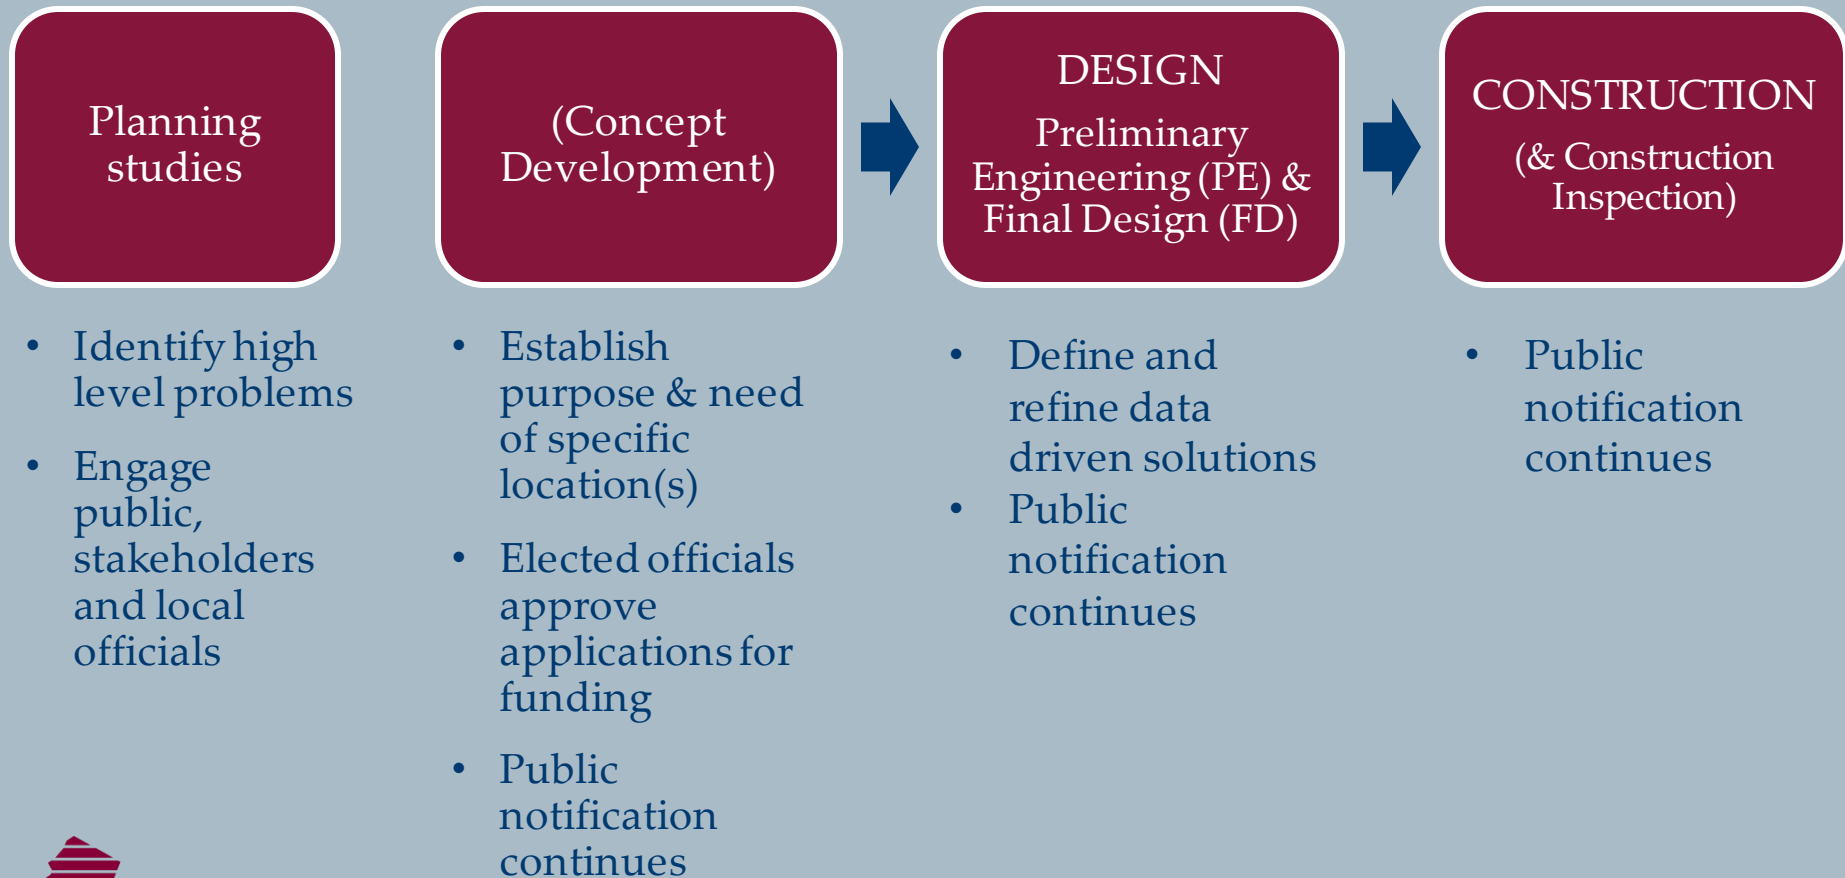 Planning
studies
(Concept
Development)
DESIGN
Preliminary
Engineering (PE) &
Final Design (FD)
CONSTRUCTION
(& Construction
Inspection)
• Identify high
level problems
• Engage
public,
stakeholders
and local
officials
• Establish
purpose & need
of specific
location(s)
• Elected officials
approve
applications for
funding
• Public
notification
continues
• Define and
refine data
driven solutions
• Public
notification
continues
• Public
notification
continues